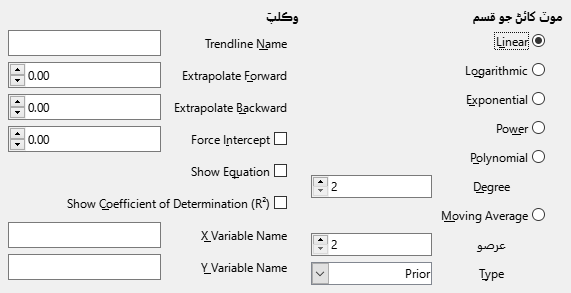 موٽ کائڻ جو قسم
Linear
Logarithmic
Exponential
Power
Polynomial
Degree 2
Moving Average
عرصو 2
Type Prior
وڪلپ
Trendline Name
Extrapolate Forward 0.00
Extrapolate Backward 0.00
Force Intercept 0.00
Show Equation
Show Coefficient of Determination (R²)
X Variable Name
Y Variable Name